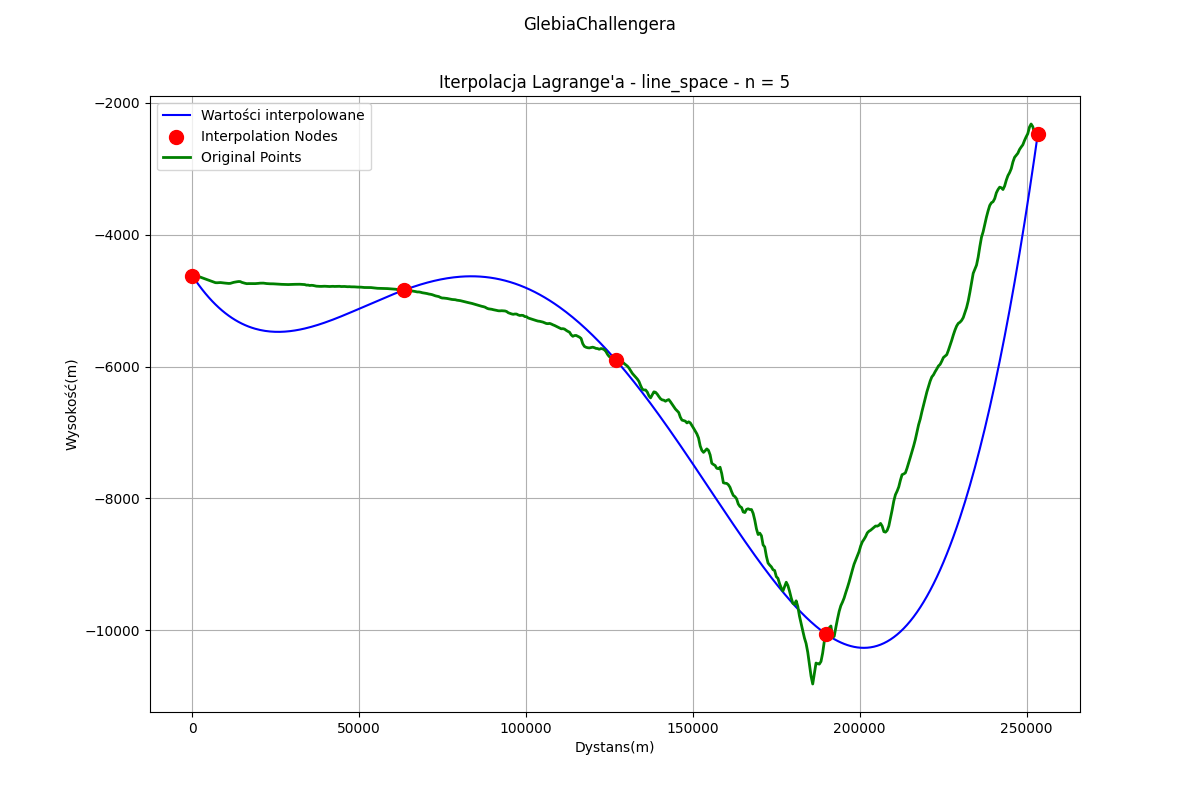 GlebiaChallengera
Iterpolacja Lagrange'a - line_space - n = 5
Wartości interpolowane
Interpolation Nodes
Original Points
−2000
−4000
−6000
−8000
−10000
Wysokość(m)
0
50000
100000
150000
200000
250000
Dystans(m)